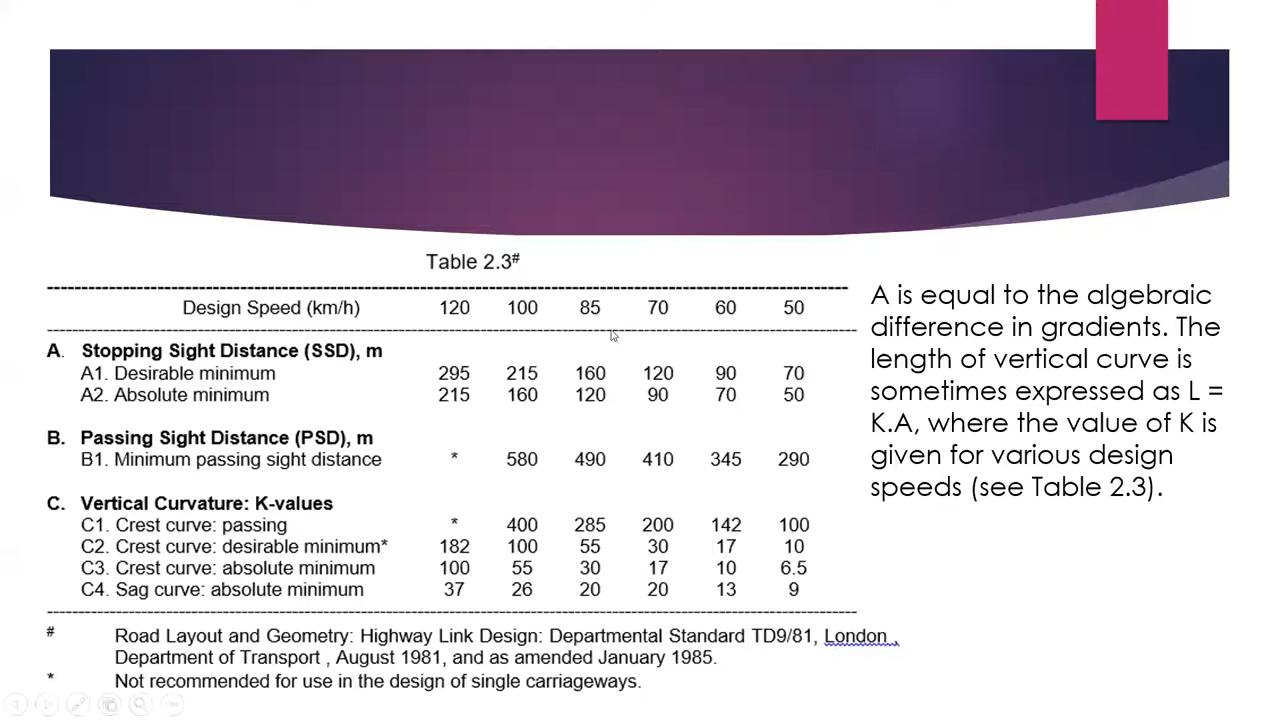 Table 2.3#
Design Speed (km/h) 120 100 85 70 60 50
A. Stopping Sight Distance (SSD), m
A1. Desirable minimum 295 215 160 120 90 70
A2. Absolute minimum 215 160 120 90 70 50
B. Passing Sight Distance (PSD), m
B1. Minimum passing sight distance * 580 490 410 345 290
C. Vertical Curvature: K-values
C1. Crest curve: passing * 400 285 200 142 100
C2. Crest curve: desirable minimum* 182 100 55 30 17 10
C3. Crest curve: absolute minimum 100 55 30 17 10 6.5
C4. Sag curve: absolute minimum 37 26 20 20 13 9
# Road Layout and Geometry: Highway Link Design: Departmental Standard TD9/81, London ,
Department of Transport , August 1981, and as amended January 1985.
* Not recommended for use in the design of single carriageways.
A is equal to the algebraic
difference in gradients. The
length of vertical curve is
sometimes expressed as L =
K.A, where the value of K is
given for various design
speeds (see Table 2.3).